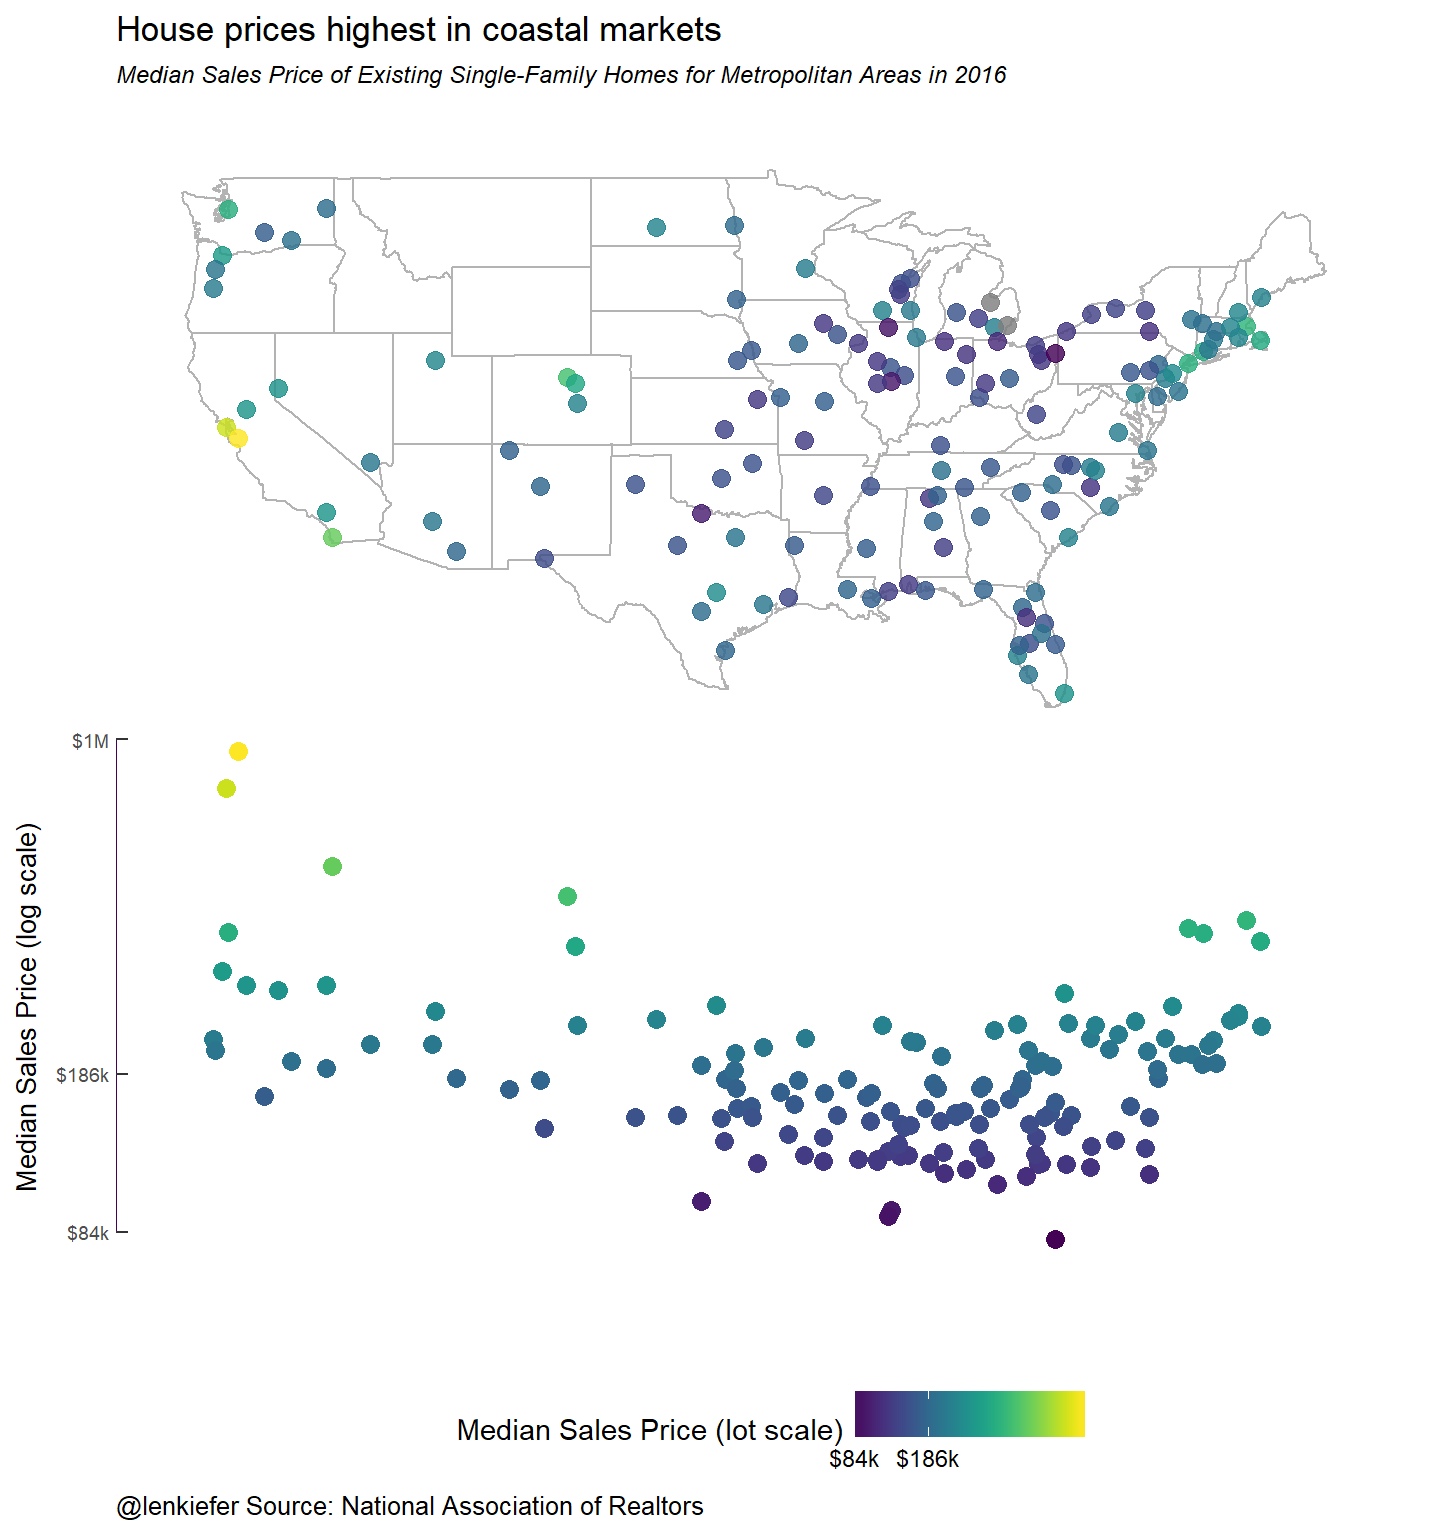 House prices highest in coastal markets
Median Sales Price of Existing Single-Family Homes for Metropolitan Areas in 2016
$1M
$186k
$84k
Median Sales Price (log scale)
Median Sales Price (lot scale)
$84k $186k
@lenkiefer Source: National Association of Realtors